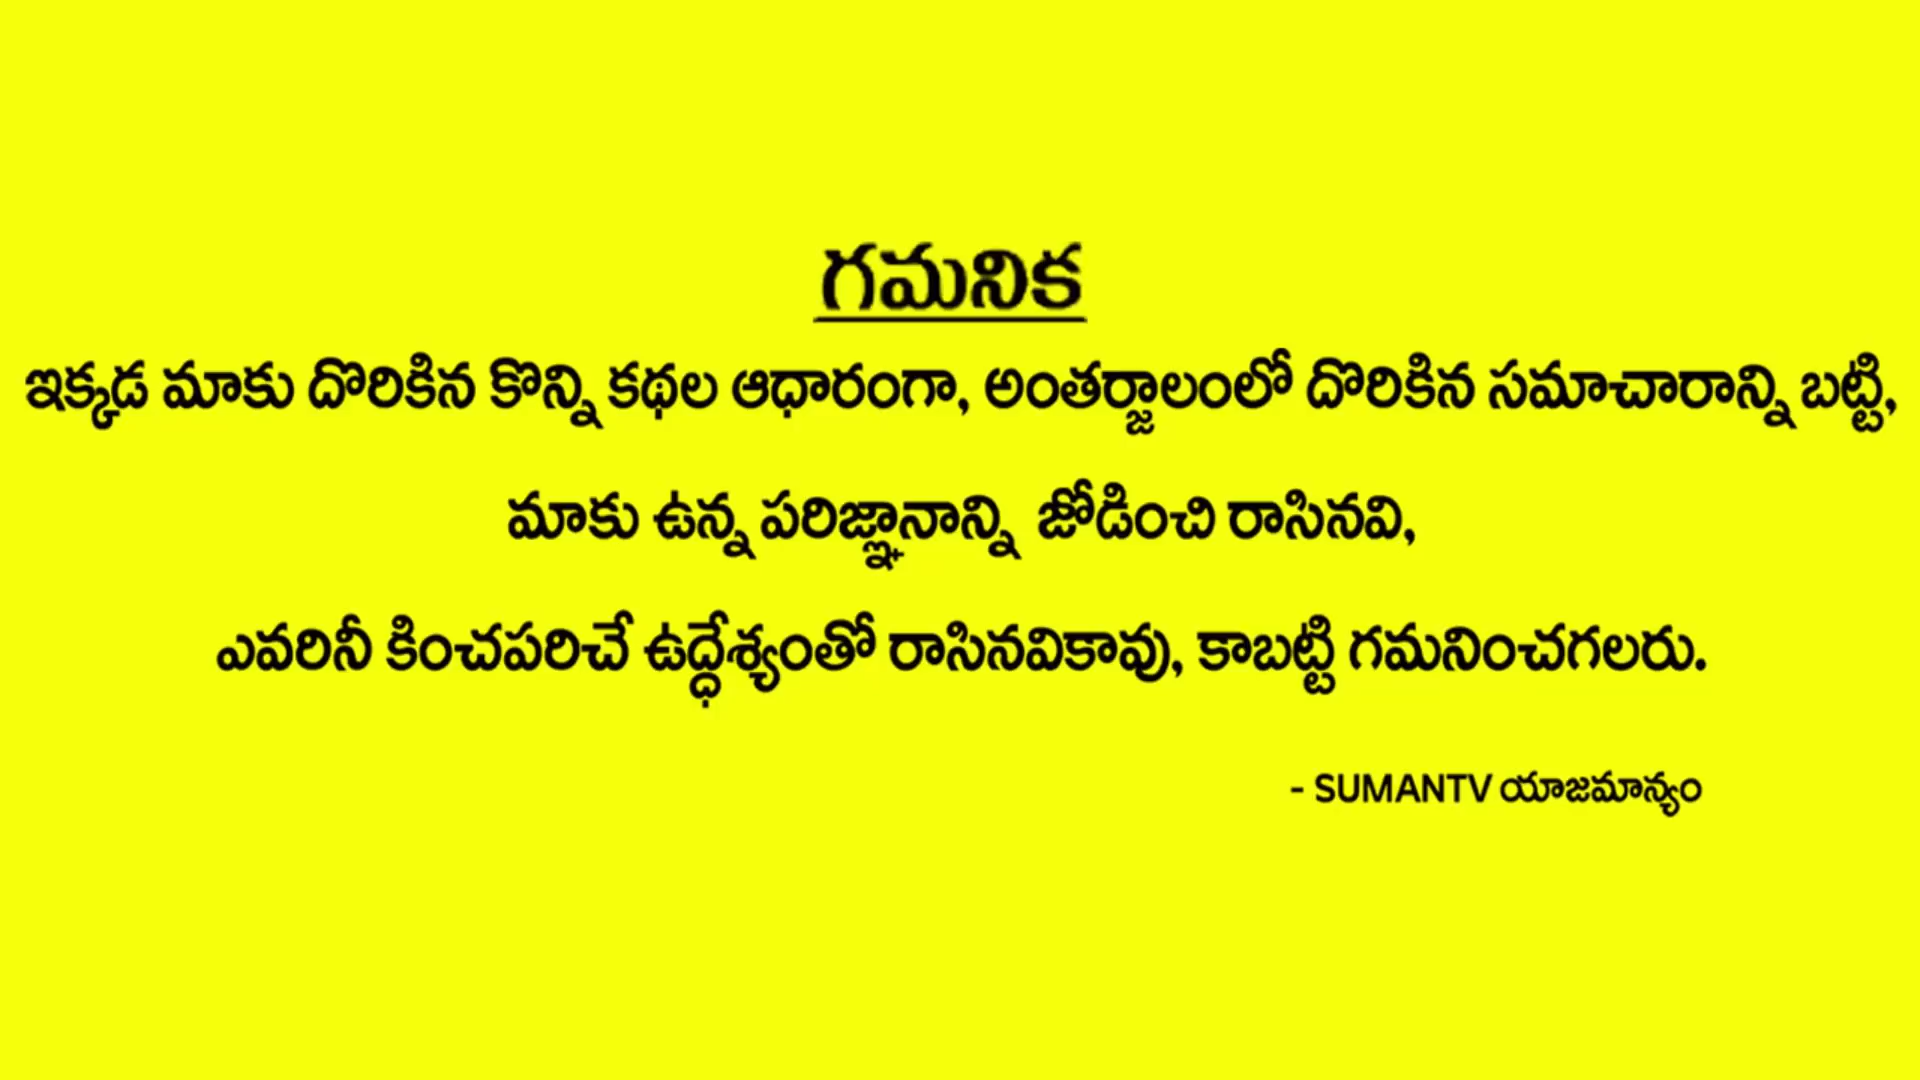 గమనిక
ఇక్కడ మాకు దొరికిన కొన్ని కథల ఆధారంగా, అంతర్జాలంలో దొరికిన సమాచారాన్ని బట్టి,
మాకు ఉన్న పరిజ్ఞానాన్ని జోడించి రాసినవి,
ఎవరినీ కించపరిచే ఉద్ధేశ్యంతో రాసినవికావు, కాబట్టి గమనించగలరు.
- SUMANTV యాజమాన్యం